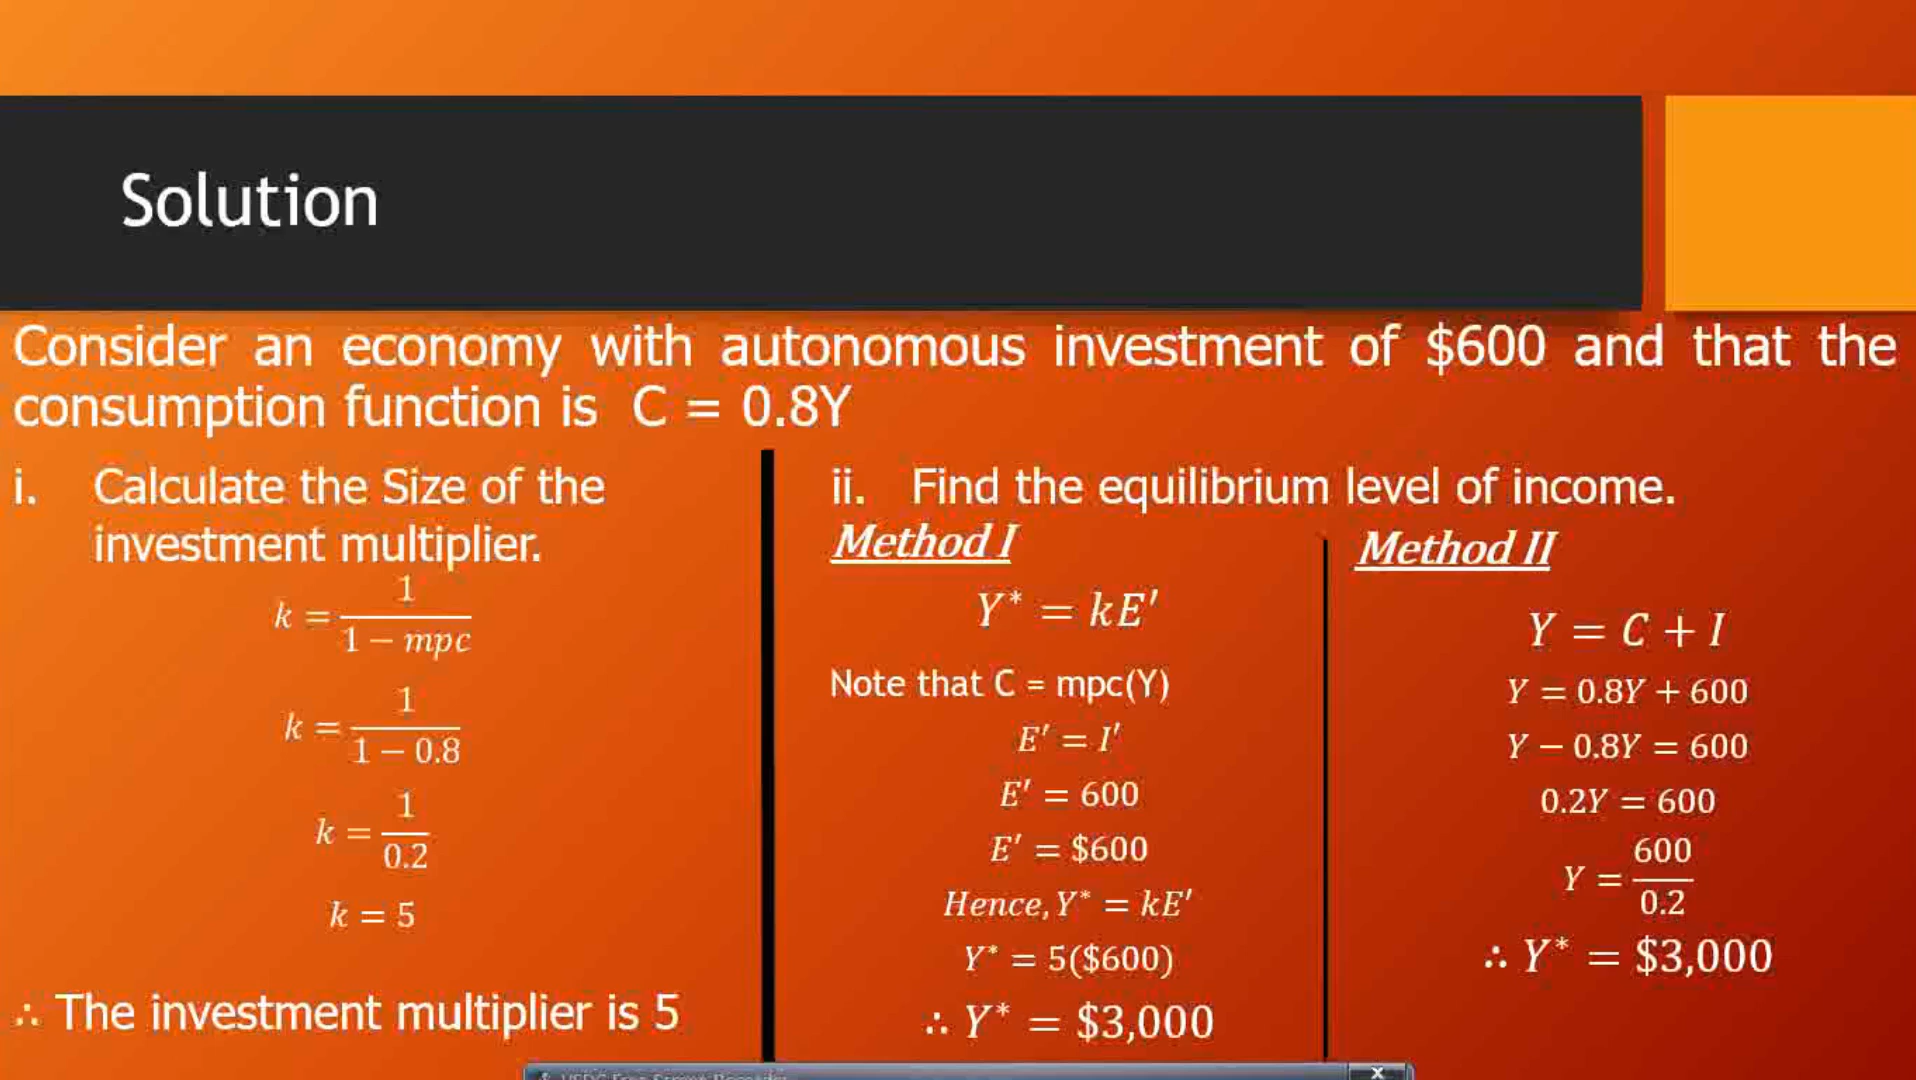 Solution
Consider an economy with autonomous investment of $600 and that the
consumption function is C = 0.8Y
i. Calculate the Size of the
investment multiplier.
k = 1 / (1 − mpc)
k = 1 / (1 − 0.8)
k = 1 / 0.2
k = 5
∴ The investment multiplier is 5
ii. Find the equilibrium level of income.
Method I
Y* = kE′
Note that C = mpc(Y)
E′ = I′
E′ = 600
E′ = $600
Hence, Y* = kE′
Y* = 5($600)
∴ Y* = $3,000
Method II
Y = C + I
Y = 0.8Y + 600
Y − 0.8Y = 600
0.2Y = 600
Y = 600 / 0.2
∴ Y* = $3,000